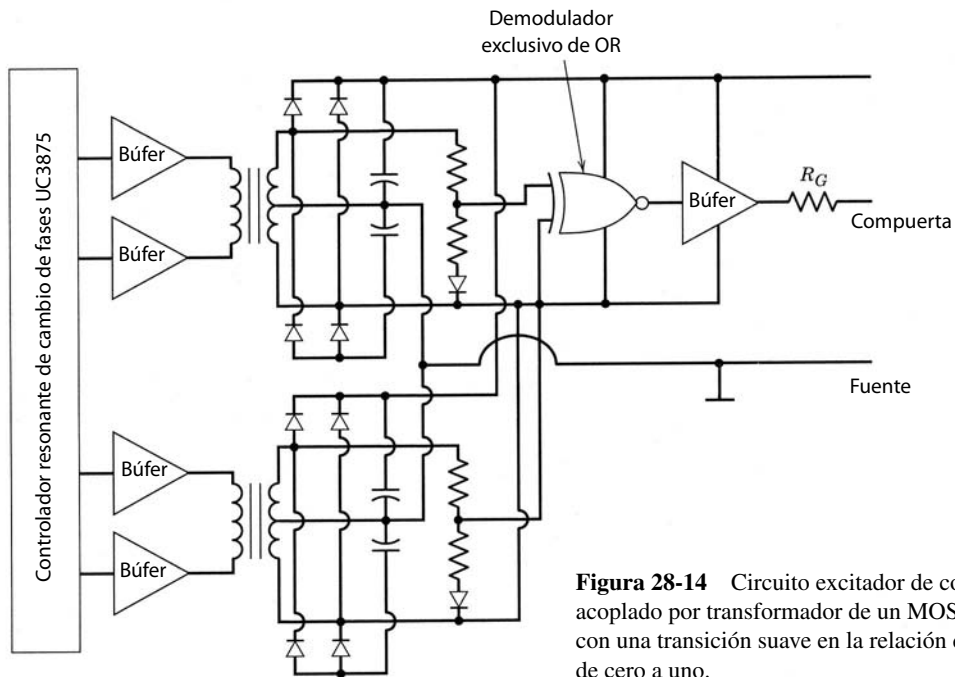 Demodulador
exclusivo de OR
Controlador resonante de cambio de fases UC3875
Búfer
Búfer
Búfer
R_G
Compuerta
Fuente
Búfer
Búfer
Figura 28-14 Circuito excitador de
acoplado por transformador de un
con una transición suave en la relación
de cero a uno.